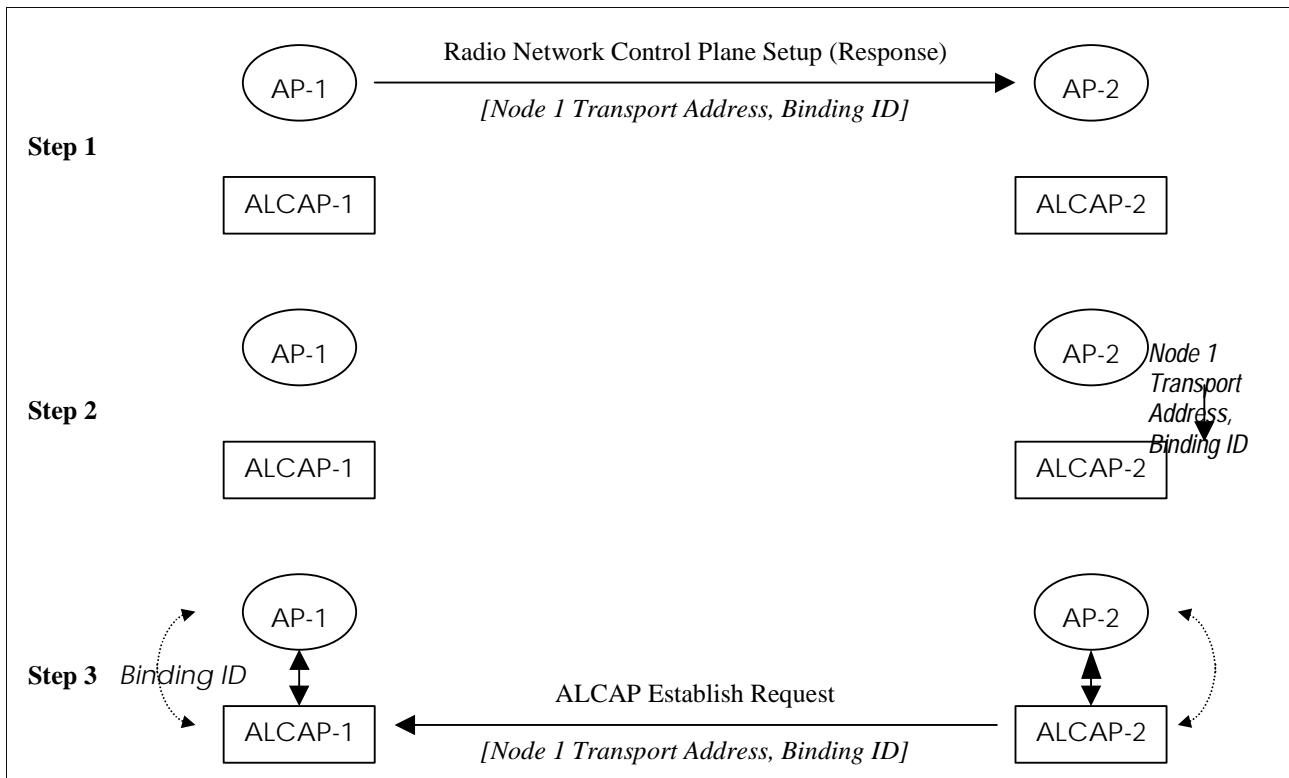 Radio Network Control Plane Setup (Response)
AP-1
AP-2
[Node 1 Transport Address, Binding ID]
Step 1
ALCAP-1
ALCAP-2
AP-1
AP-2
Node 1
Transport
Address,
Binding ID
Step 2
ALCAP-1
ALCAP-2
AP-1
AP-2
Step 3
Binding ID
ALCAP Establish Request
ALCAP-1
ALCAP-2
[Node 1 Transport Address, Binding ID]